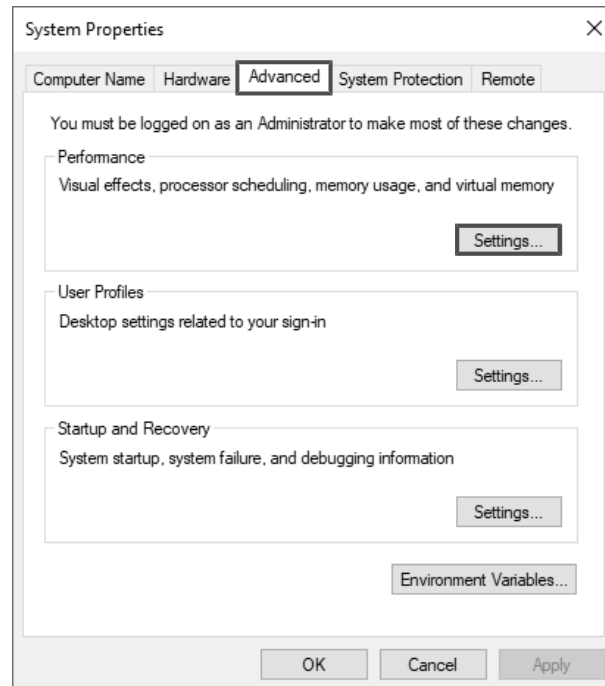 System Properties
Computer Name Hardware Advanced System Protection Remote
You must be logged on as an Administrator to make most of these changes.
Performance
Visual effects, processor scheduling, memory usage, and virtual memory
Settings...
User Profiles
Desktop settings related to your sign-in
Settings...
Startup and Recovery
System startup, system failure, and debugging information
Settings...
Environment Variables...
OK Cancel Apply